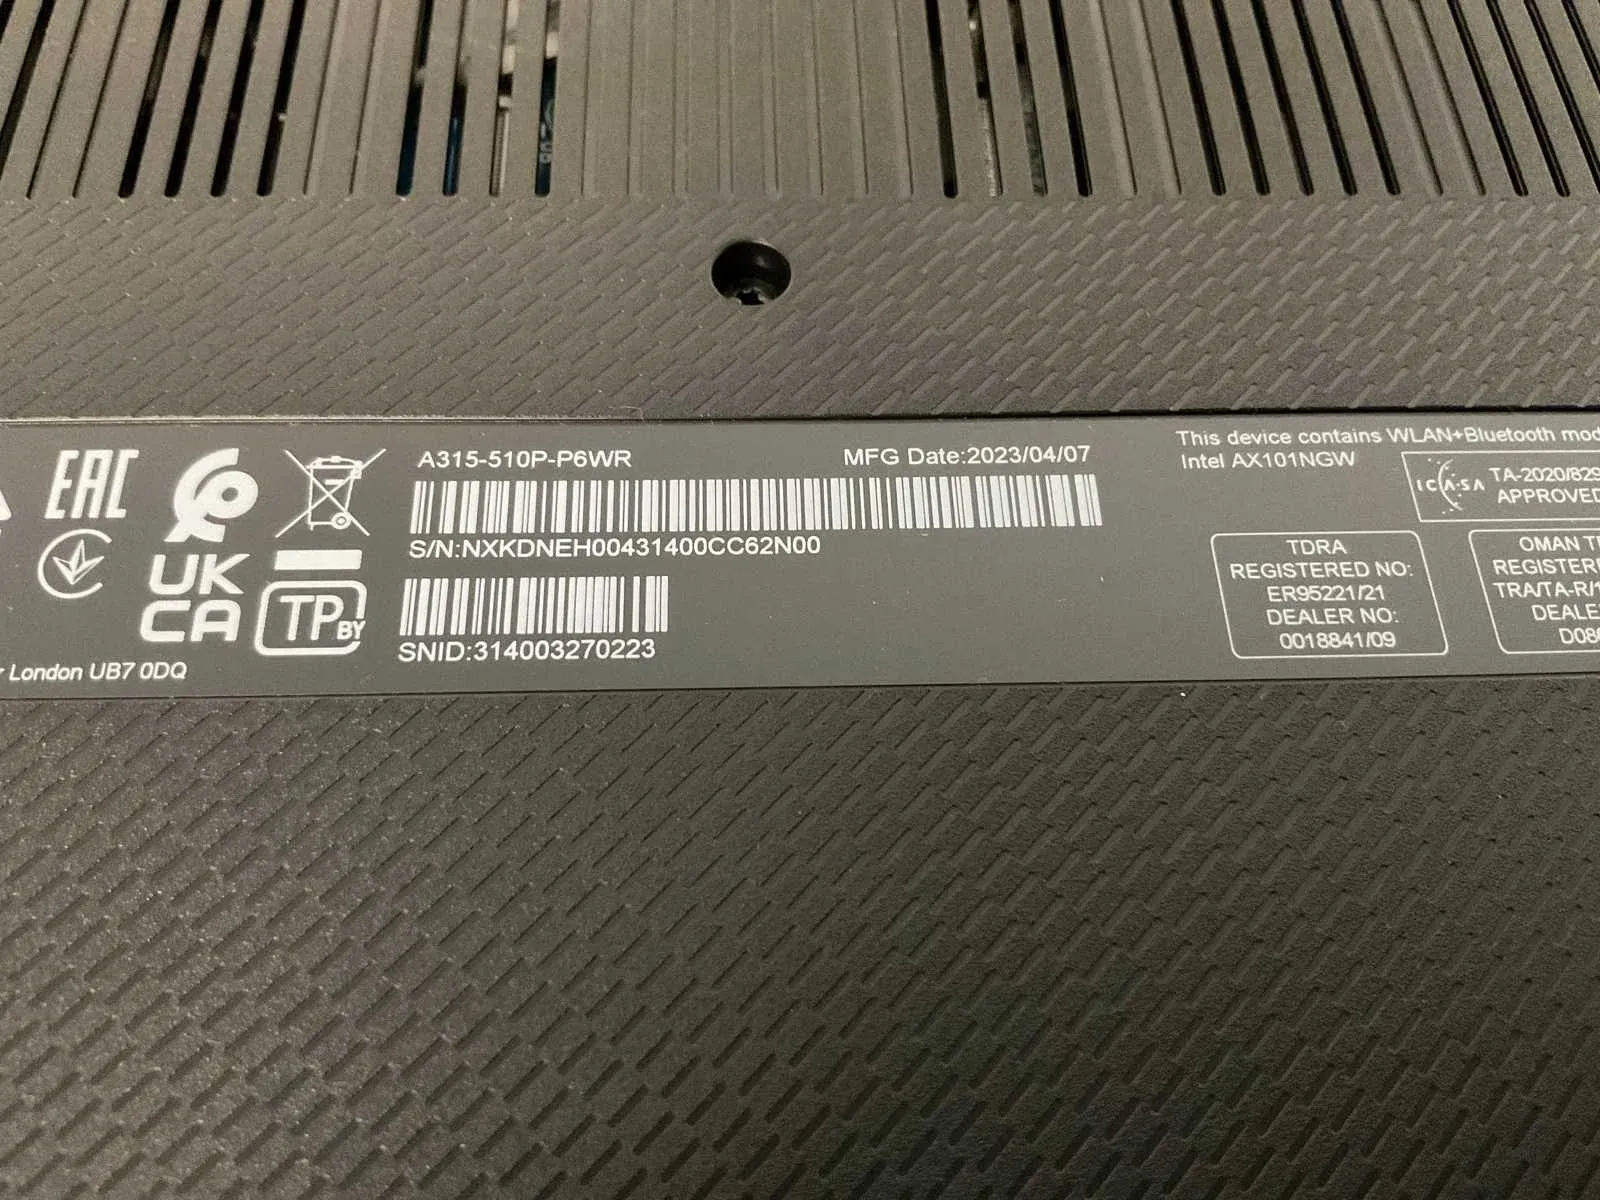 EAC
UK
CA
TP
BY
London UB7 0DQ
A315-510P-P6WR
MFG Date:2023/04/07
S/N:NXKDNEH00431400CC62N00
SNID:314003270223
This device contains WLAN+Bluetooth
Intel AX101NGW
ICASA TA-2020/829
APPROVED
TDRA
REGISTERED NO:
ER95221/21
DEALER NO:
0018841/09
OMAN